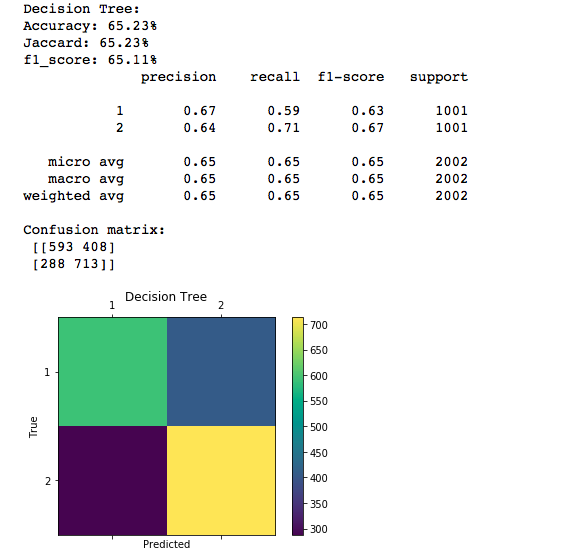 Decision Tree:
Accuracy: 65.23%
Jaccard: 65.23%
f1_score: 65.11%
precision recall f1-score support
1 0.67 0.59 0.63 1001
2 0.64 0.71 0.67 1001
micro avg 0.65 0.65 0.65 2002
macro avg 0.65 0.65 0.65 2002
weighted avg 0.65 0.65 0.65 2002
Confusion matrix:
[[593 408]
[288 713]]
Decision Tree
1 2
1
2
True
Predicted
700
650
600
550
500
450
400
350
300